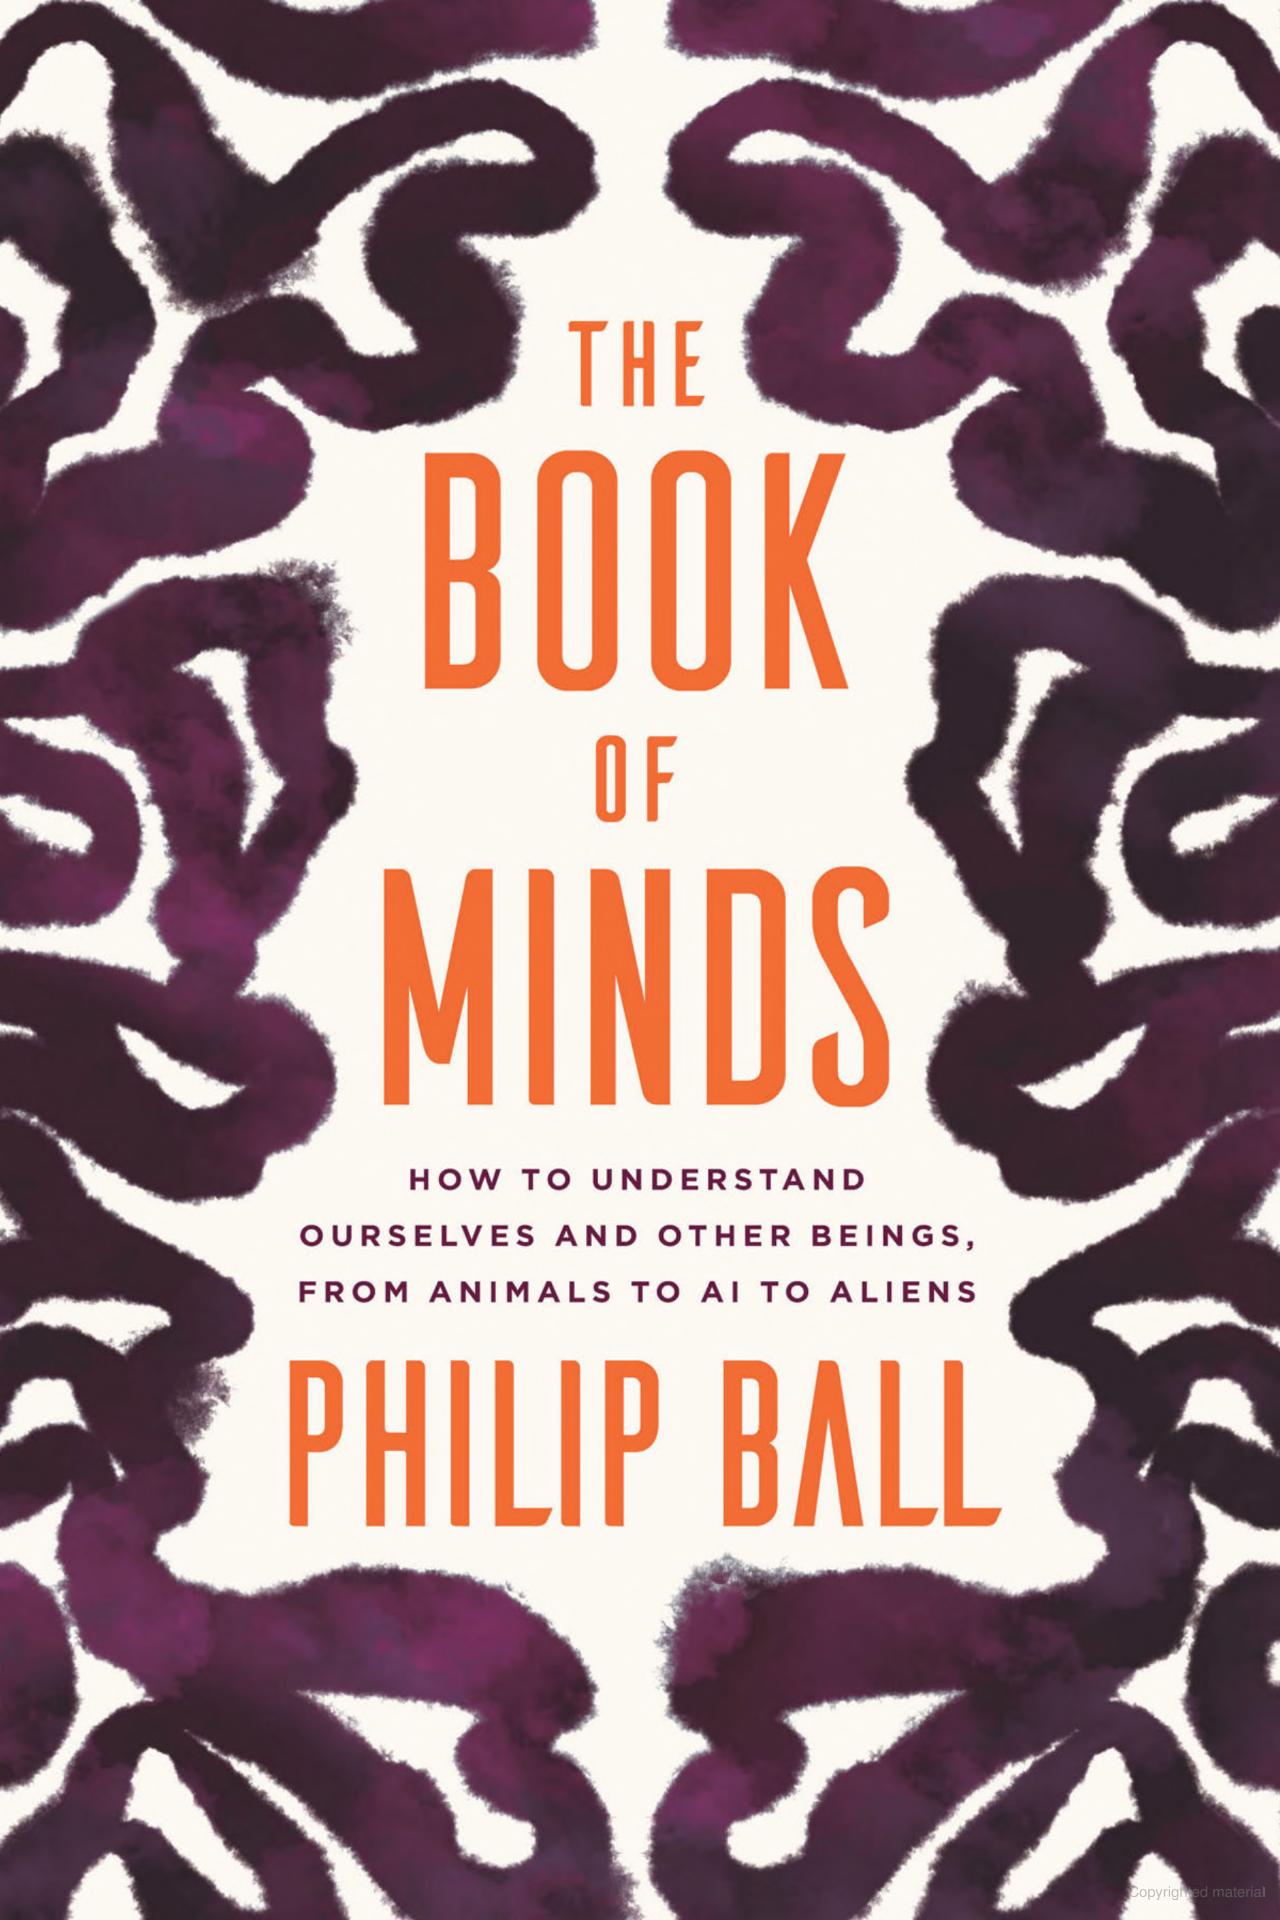 THE
BOOK
OF
MINDS
HOW TO UNDERSTAND
OURSELVES AND OTHER BEINGS,
FROM ANIMALS TO AI TO ALIENS
PHILIP BALL
Copyrighted material